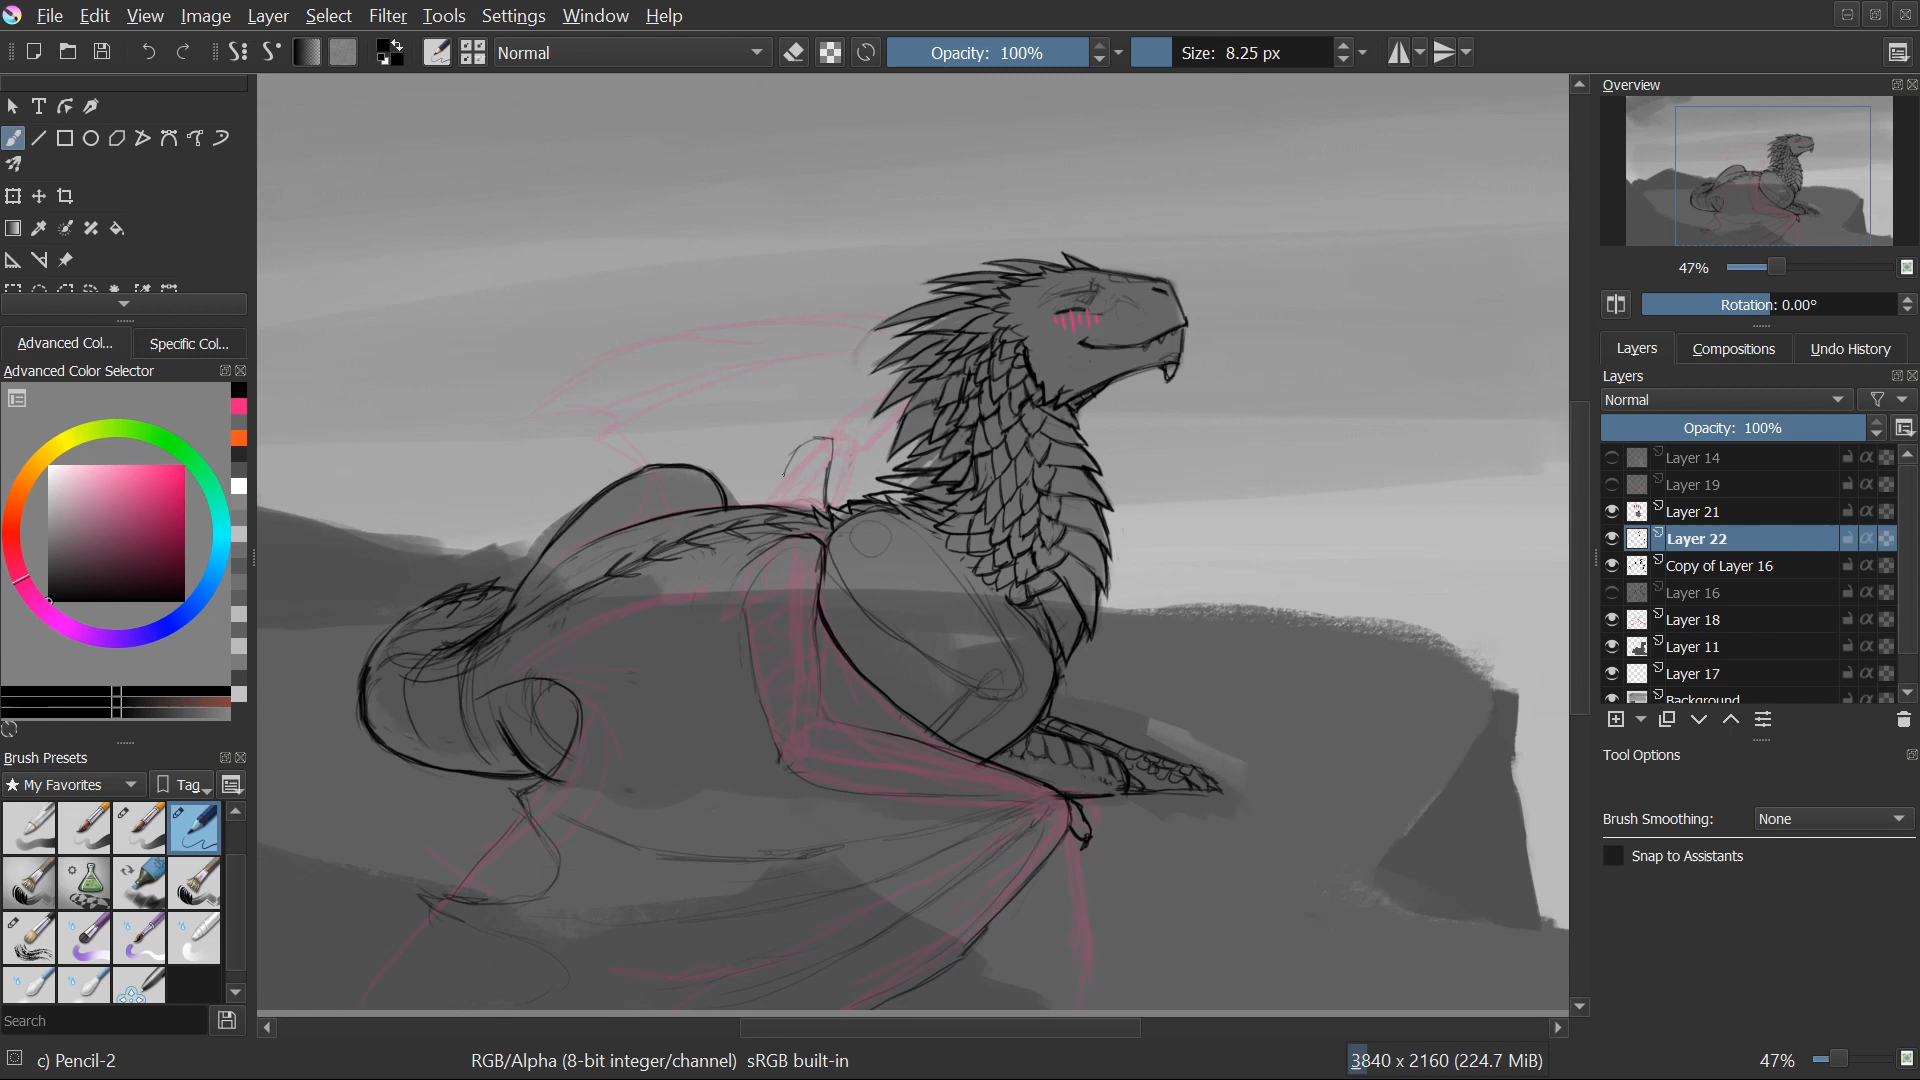 File Edit View Image Layer Select Filter Tools Settings Window Help
Normal
Opacity: 100%
Size: 8.25 px
Advanced Col...
Specific Col...
Advanced Color Selector
Brush Presets
My Favorites
Tag
Search
Overview
47%
Rotation: 0.00°
Layers
Compositions
Undo History
Layers
Normal
Opacity: 100%
Layer 14
Layer 19
Layer 21
Layer 22
Copy of Layer 16
Layer 16
Layer 18
Layer 11
Layer 17
Background
Tool Options
Brush Smoothing: None
Snap to Assistants
c) Pencil-2
RGB/Alpha (8-bit integer/channel) sRGB built-in
3840 x 2160 (224.7 MiB)
47%